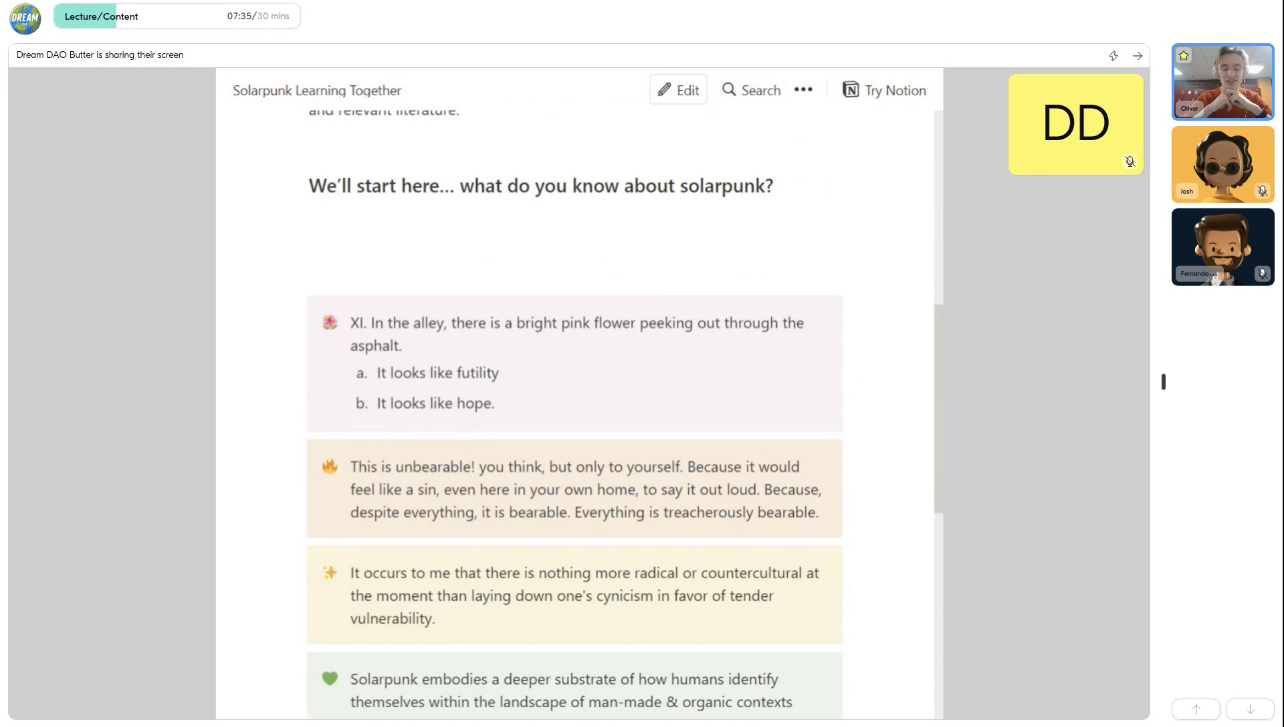 DREAM
Lecture/Content
07:35/30 mins
Dream DAO Butter is sharing their screen
Solarpunk Learning Together
Edit
Search
Try Notion
and relevant literature.
We'll start here... what do you know about solarpunk?
XI. In the alley, there is a bright pink flower peeking out through the
asphalt.
a. It looks like futility
b. It looks like hope.
This is unbearable! you think, but only to yourself. Because it would
feel like a sin, even here in your own home, to say it out loud. Because,
despite everything, it is bearable. Everything is treacherously bearable.
It occurs to me that there is nothing more radical or countercultural at
the moment than laying down one's cynicism in favor of tender
vulnerability.
Solarpunk embodies a deeper substrate of how humans identify
themselves within the landscape of man-made & organic contexts
DD
Oliver
Josh
Fernando...